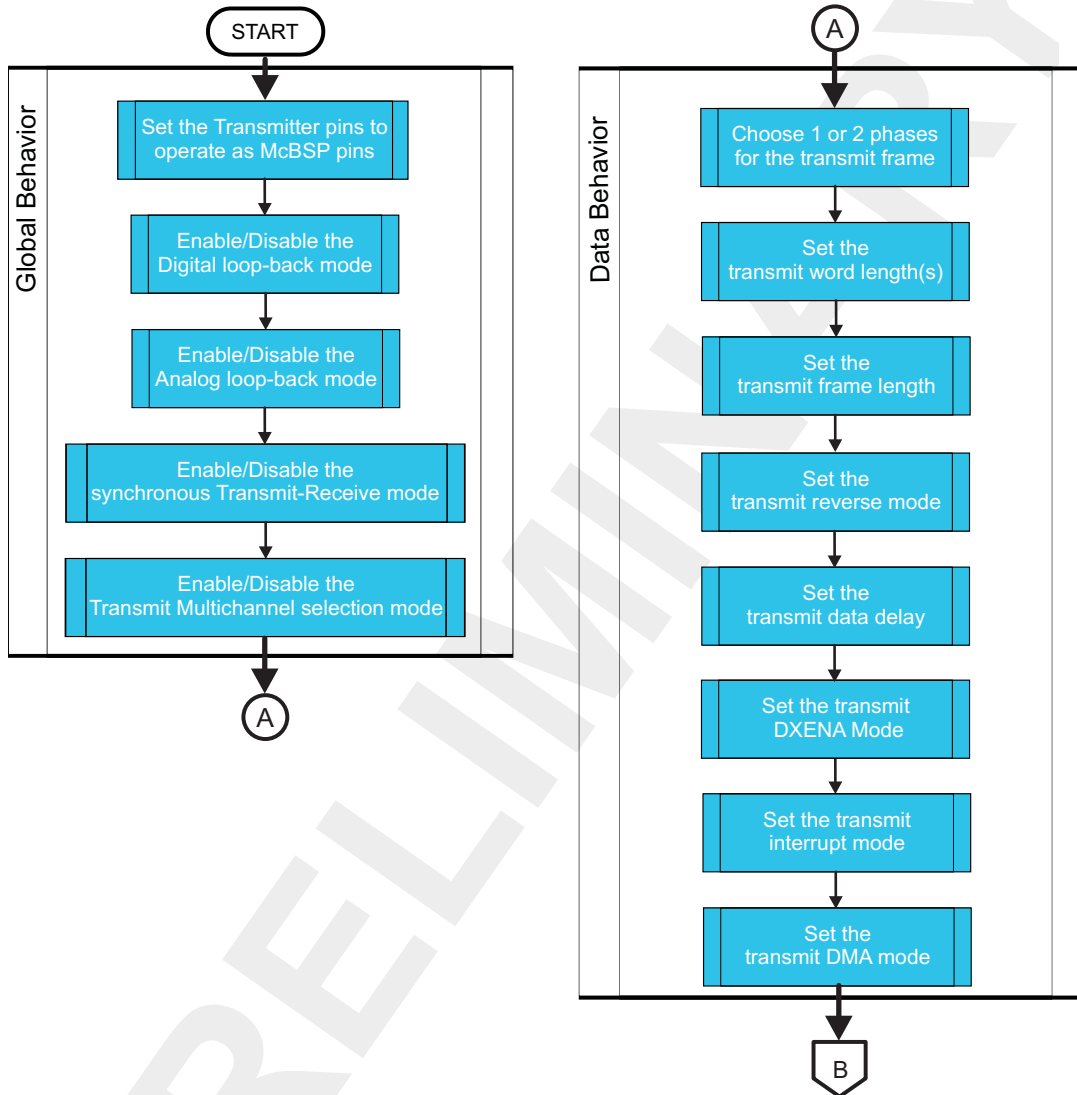 START
Global Behavior
Set the Transmitter pins to
operate as McBSP pins
Enable/Disable the
Digital loop-back mode
Enable/Disable the
Analog loop-back mode
Enable/Disable the
synchronous Transmit-Receive mode
Enable/Disable the
Transmit Multichannel selection mode
A
A
Data Behavior
Choose 1 or 2 phases
for the transmit frame
Set the
transmit word length(s)
Set the
transmit frame length
Set the
transmit reverse mode
Set the
transmit data delay
Set the transmit
DXENA Mode
Set the transmit
interrupt mode
Set the
transmit DMA mode
B
RELIMINARY